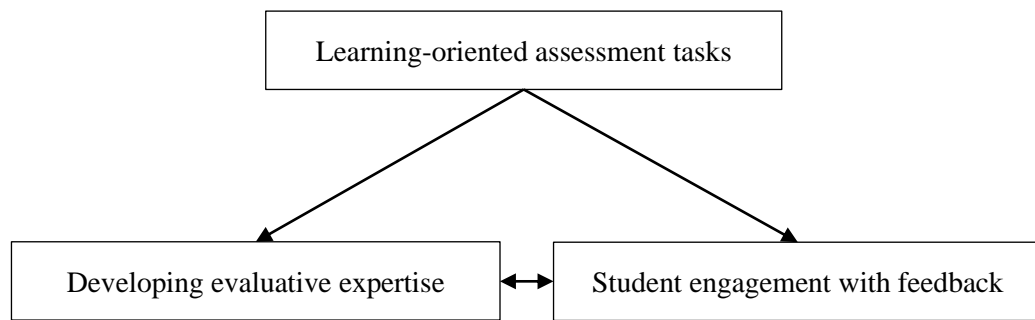 Learning-oriented assessment tasks
Developing evaluative expertise
Student engagement with feedback